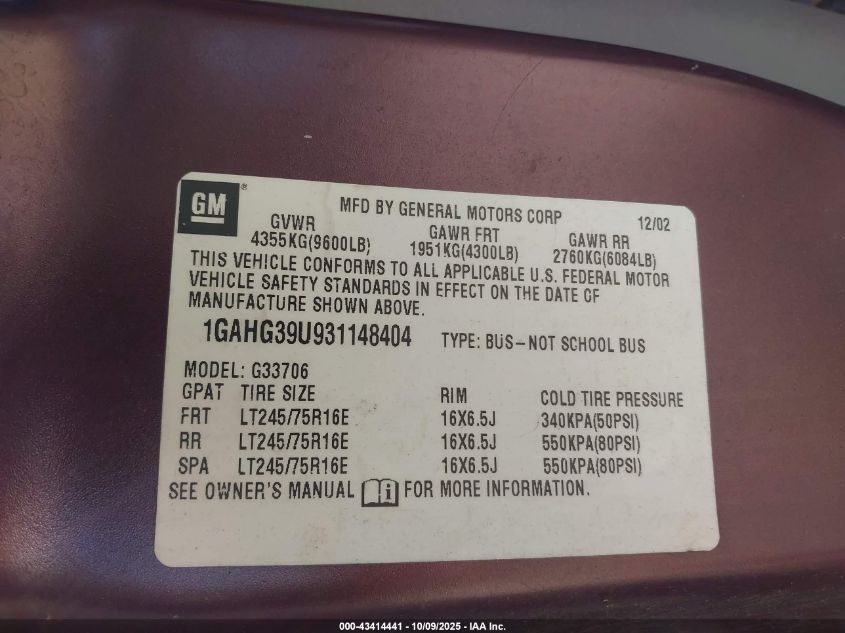 GM ®
MFD BY GENERAL MOTORS CORP 12/02
GVWR GAWR FRT GAWR RR
4355KG(9600LB) 1951KG(4300LB) 2760KG(6084LB)
THIS VEHICLE CONFORMS TO ALL APPLICABLE U.S. FEDERAL MOTOR
VEHICLE SAFETY STANDARDS IN EFFECT ON THE DATE OF
MANUFACTURE SHOWN ABOVE.
1GAHG39U931148404 TYPE: BUS-NOT SCHOOL BUS
MODEL: G33706
GPAT TIRE SIZE RIM COLD TIRE PRESSURE
FRT LT245/75R16E 16X6.5J 340KPA(50PSI)
RR LT245/75R16E 16X6.5J 550KPA(80PSI)
SPA LT245/75R16E 16X6.5J 550KPA(80PSI)
SEE OWNER'S MANUAL i FOR MORE INFORMATION.
000-43414441 - 10/09/2025 - IAA Inc.